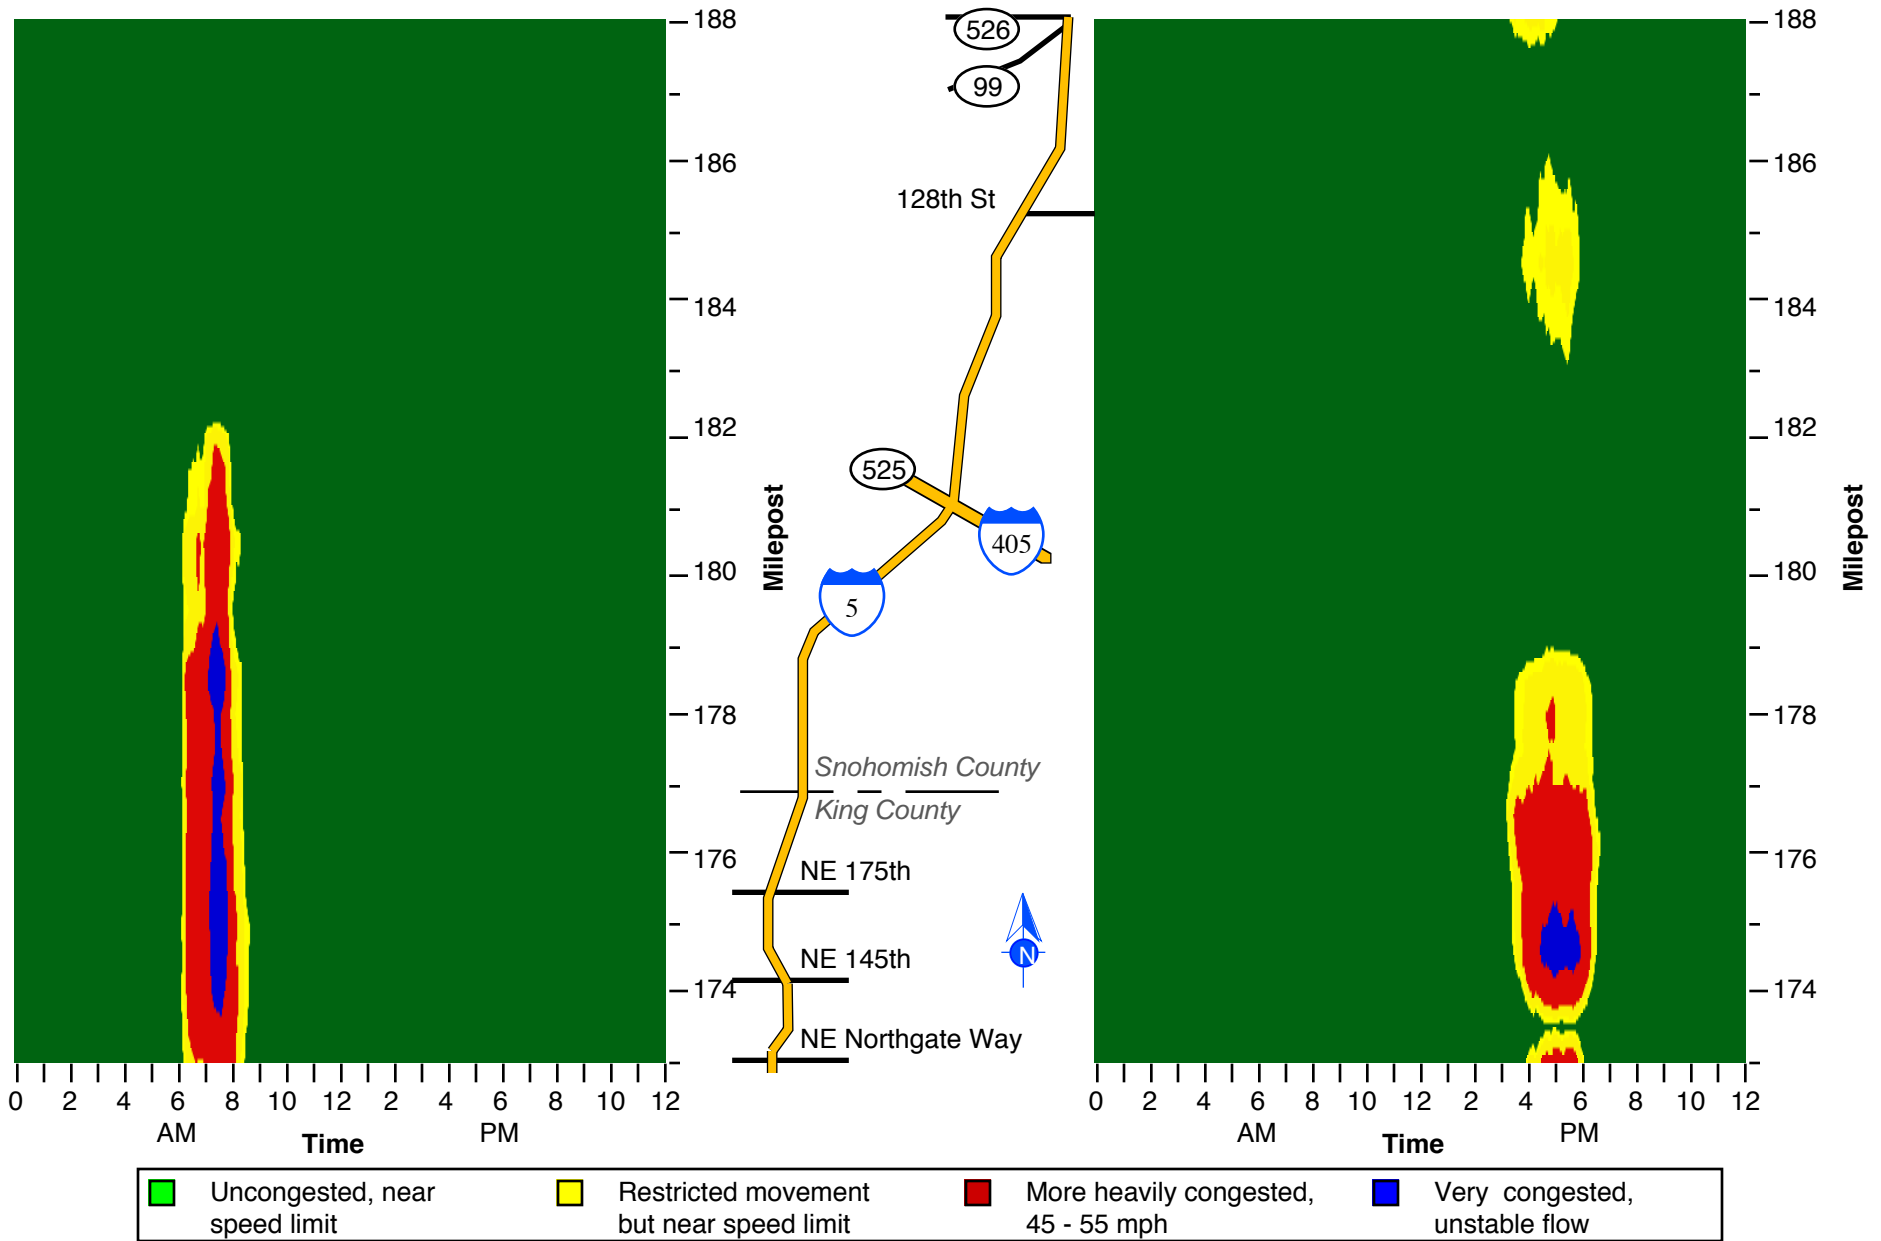 188
186
184
182
180
178
176
174
Milepost
0 2 4 6 8 10 12 2 4 6 8 10 12
AM PM
Time
526
99
128th St
525
405
5
Snohomish County
King County
NE 175th
NE 145th
NE Northgate Way
N
188
186
184
182
180
178
176
174
Milepost
0 2 4 6 8 10 12 2 4 6 8 10 12
AM PM
Time
Uncongested, near
speed limit
Restricted movement
but near speed limit
More heavily congested,
45 - 55 mph
Very congested,
unstable flow